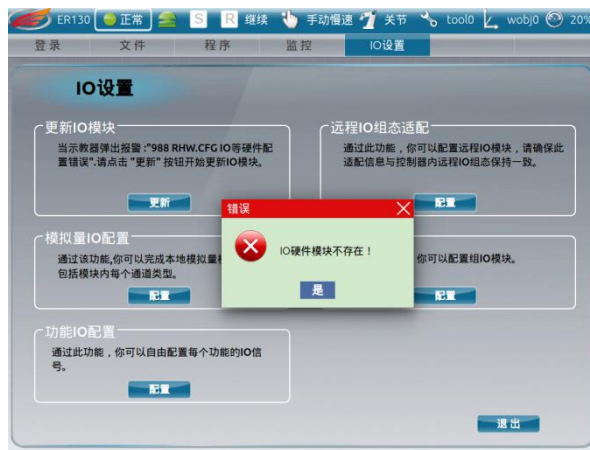 ER130 正常 S R 继续 手动慢速 关节 tool0 wobj0 20%
登录 文件 程序 监控 IO设置
IO设置
更新IO模块
当示教器弹出报警:"988 RHW.CFG IO等硬件配
置错误".请点击 "更新" 按钮开始更新IO模块。
更新
远程IO组态适配
通过此功能，你可以配置远程IO模块，请确保此
适配信息与控制器内远程IO组态保持一致。
配置
错误
IO硬件模块不存在！
是
模拟量IO配置
通过该功能,你可以完成本地模拟量
包括模块内每个通道类型。
配置
你可以配置组IO模块。
配置
功能IO配置
通过此功能，你可以自由配置每个功能的IO信
号。
配置
退出